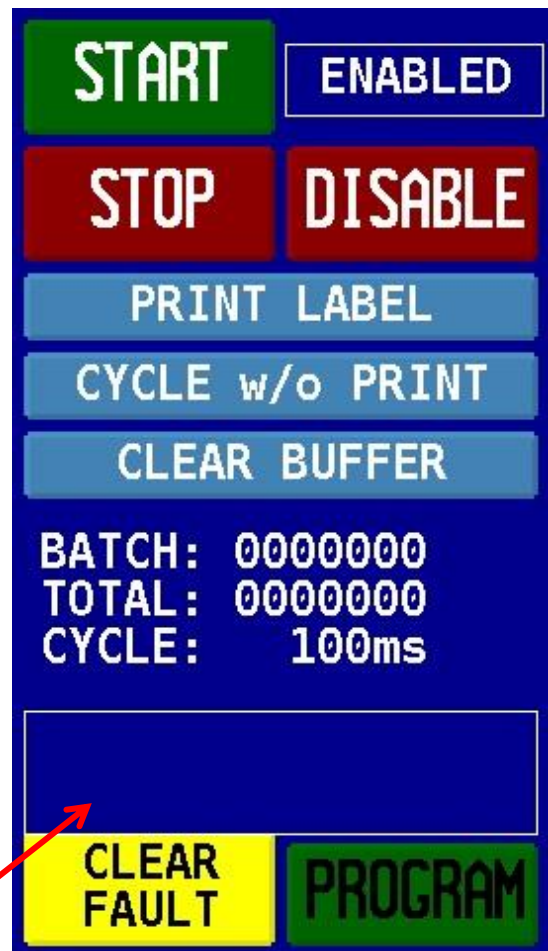 START ENABLED
STOP DISABLE
PRINT LABEL
CYCLE w/o PRINT
CLEAR BUFFER
BATCH: 0000000
TOTAL: 0000000
CYCLE: 100ms
CLEAR
FAULT
PROGRAM